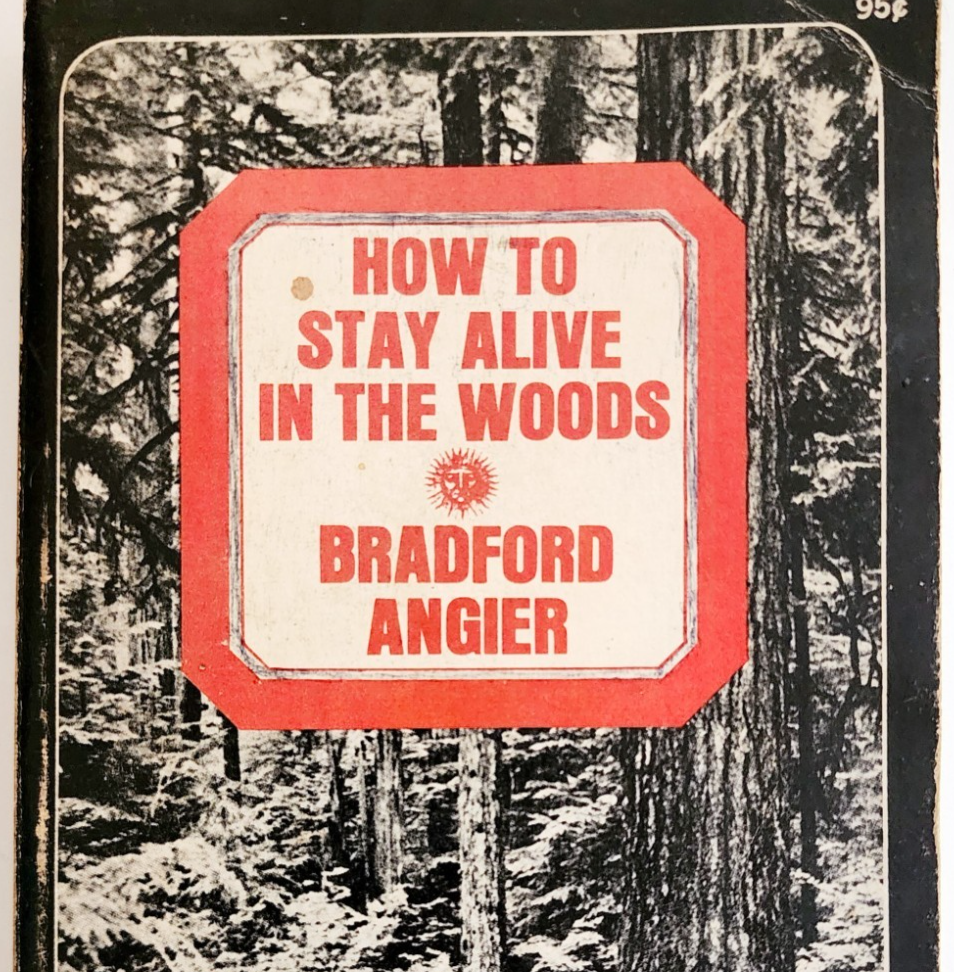 95¢
HOW TO
STAY ALIVE
IN THE WOODS
BRADFORD
ANGIER